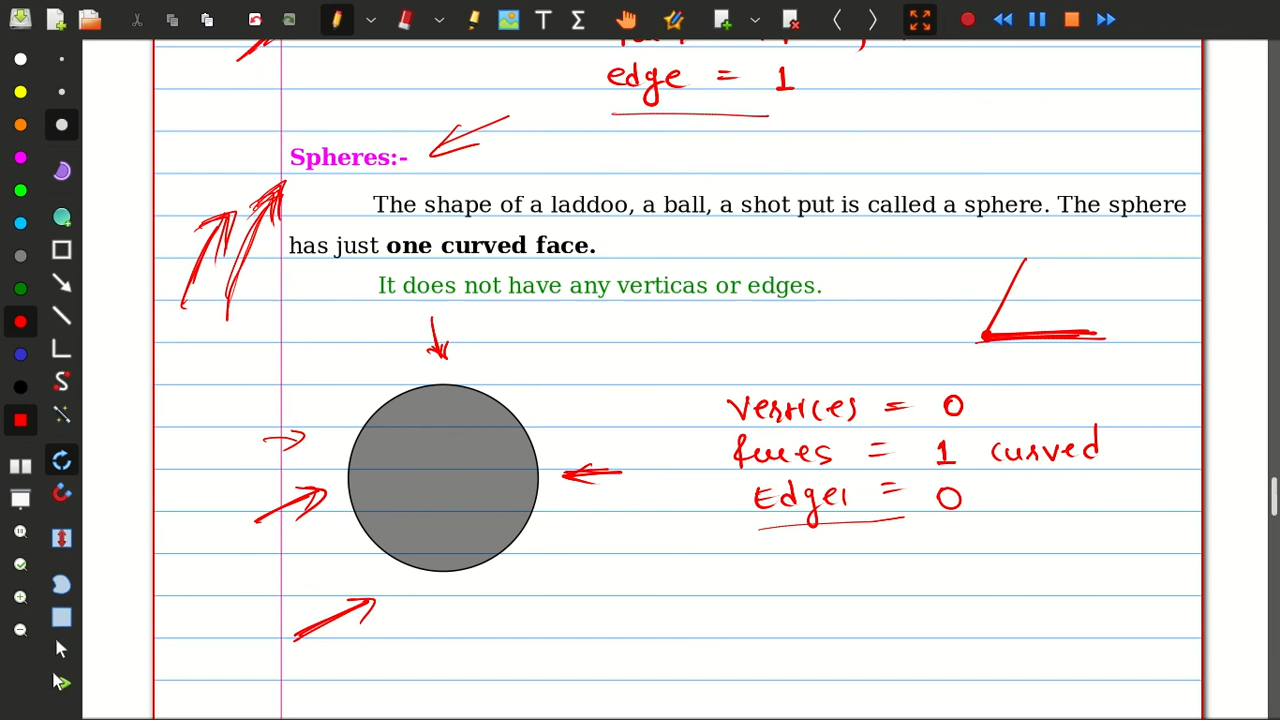 edge = 1
Spheres:-
The shape of a laddoo, a ball, a shot put is called a sphere. The sphere
has just one curved face.
It does not have any verticas or edges.
vertices = 0
faces = 1 curved
Edges = 0